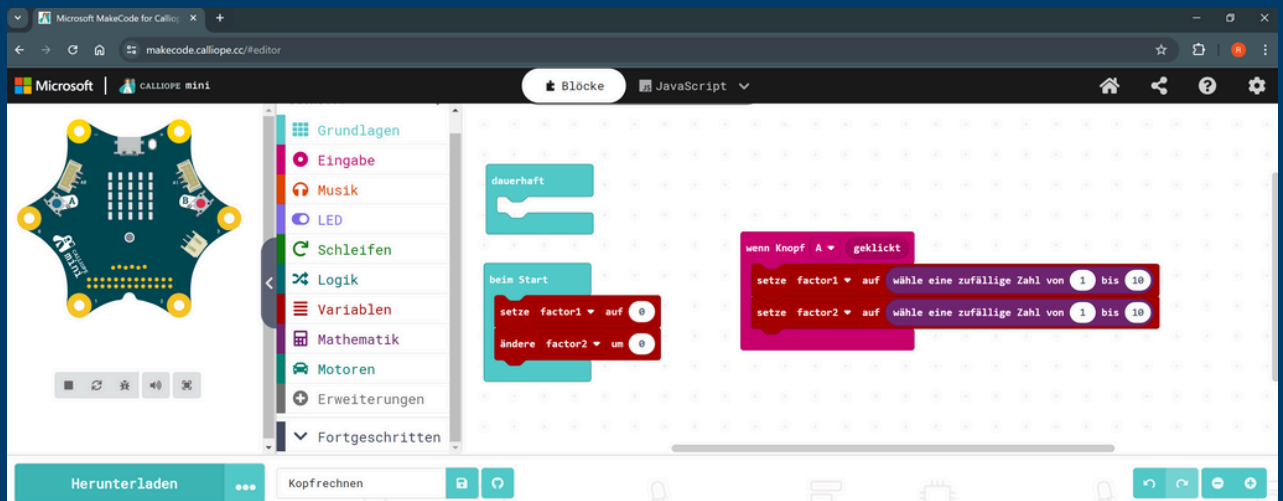 Microsoft MakeCode for Calliop
makecode.calliope.cc/#editor
R
Microsoft CALLIOPE mini
Blöcke
JavaScript
A
B
mini
Grundlagen
Eingabe
Musik
LED
Schleifen
Logik
Variablen
Mathematik
Motoren
Erweiterungen
Fortgeschritten
dauerhaft
beim Start
setze factor1 auf 0
ändere factor2 um 0
wenn Knopf A geklickt
setze factor1 auf wähle eine zufällige Zahl von 1 bis 10
setze factor2 auf wähle eine zufällige Zahl von 1 bis 10
Herunterladen
Kopfrechnen